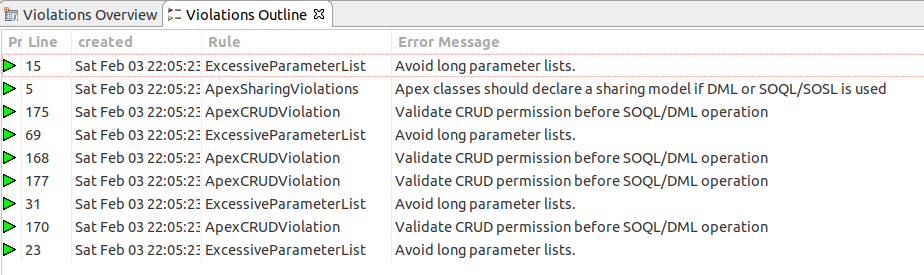 Violations Overview Violations Outline
Pr Line created Rule Error Message
15 Sat Feb 03 22:05:23 ExcessiveParameterList Avoid long parameter lists.
5 Sat Feb 03 22:05:23 ApexSharingViolations Apex classes should declare a sharing model if DML or SOQL/SOSL is used
175 Sat Feb 03 22:05:23 ApexCRUDViolation Validate CRUD permission before SOQL/DML operation
69 Sat Feb 03 22:05:23 ExcessiveParameterList Avoid long parameter lists.
168 Sat Feb 03 22:05:23 ApexCRUDViolation Validate CRUD permission before SOQL/DML operation
177 Sat Feb 03 22:05:23 ApexCRUDViolation Validate CRUD permission before SOQL/DML operation
31 Sat Feb 03 22:05:23 ExcessiveParameterList Avoid long parameter lists.
170 Sat Feb 03 22:05:23 ApexCRUDViolation Validate CRUD permission before SOQL/DML operation
23 Sat Feb 03 22:05:23 ExcessiveParameterList Avoid long parameter lists.